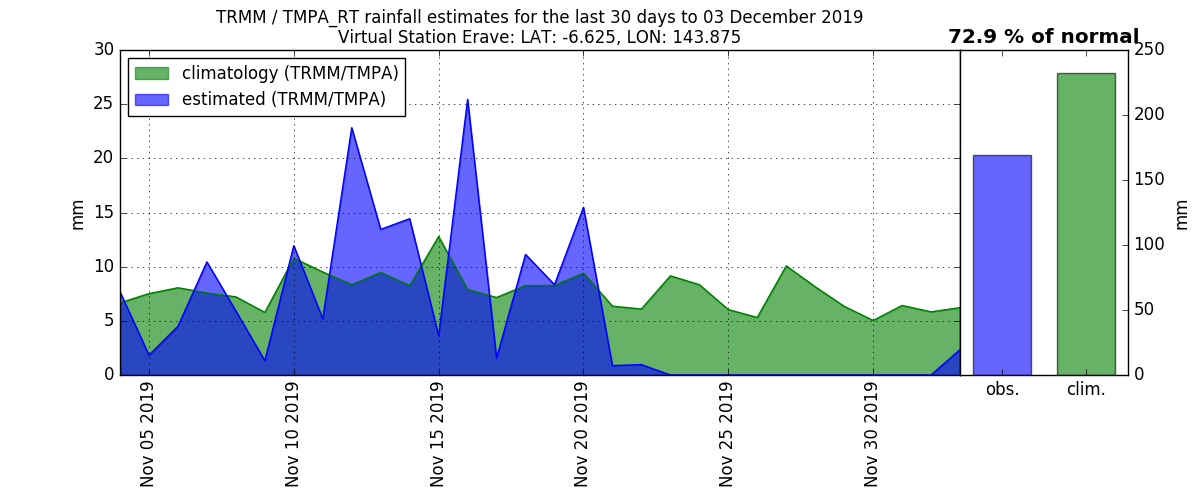 TRMM / TMPA_RT rainfall estimates for the last 30 days to 03 December 2019
Virtual Station Erave: LAT: -6.625, LON: 143.875
72.9 % of normal
climatology (TRMM/TMPA)
estimated (TRMM/TMPA)
30
25
20
15
10
5
0
mm
Nov 05 2019
Nov 10 2019
Nov 15 2019
Nov 20 2019
Nov 25 2019
Nov 30 2019
250
200
150
100
50
0
mm
obs.
clim.